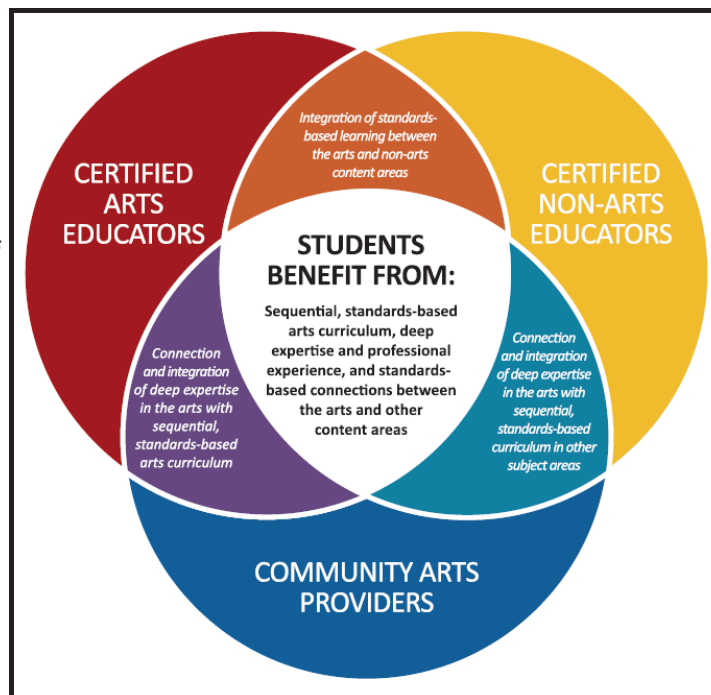 Integration of standards-
based learning between
the arts and non-arts
content areas
CERTIFIED
ARTS
EDUCATORS
CERTIFIED
NON-ARTS
EDUCATORS
STUDENTS
BENEFIT FROM:
Sequential, standards-based
arts curriculum, deep
expertise and professional
experience, and standards-
based connections between
the arts and other
content areas
Connection
and integration
of deep expertise
in the arts with
sequential,
standards-based
arts curriculum
Connection
and integration
of deep expertise
in the arts with
sequential,
standards-based
curriculum in other
subject areas
COMMUNITY ARTS
PROVIDERS